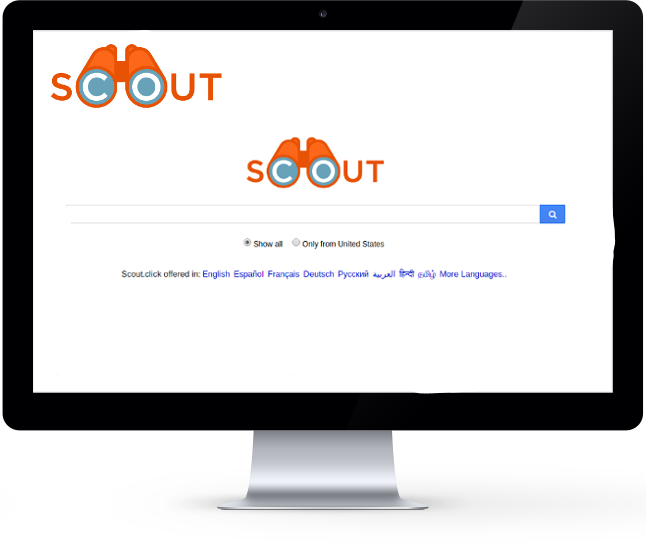 SCOUT
SCOUT
Show all Only from United States
Scout.click offered in: English Español Français Deutsch Русский العربية हिन्दी தமிழ் More Languages..